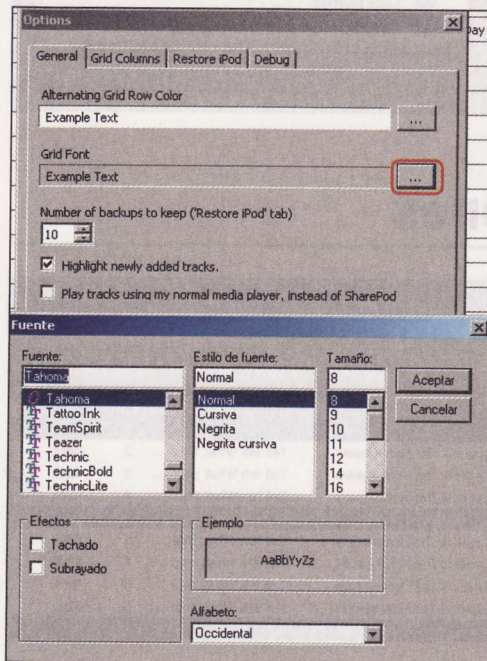 Options
Day
General Grid Columns Restore iPod Debug
Alternating Grid Row Color
Example Text ...
Grid Font
Example Text ...
Number of backups to keep ('Restore iPod' tab)
10
Highlight newly added tracks.
Play tracks using my normal media player, instead of SharePod
Fuente
Fuente: Estilo de fuente: Tamaño:
Tahoma Normal 8 Aceptar
Tahoma Normal 8 Cancelar
Tattoo Ink Cursiva 9
TeamSpirit Negrita 10
Teazer Negrita cursiva 11
Technic 12
TechnicBold 14
TechnicLite 16
Efectos Ejemplo
Tachado AaBbYyZz
Subrayado
Alfabeto:
Occidental